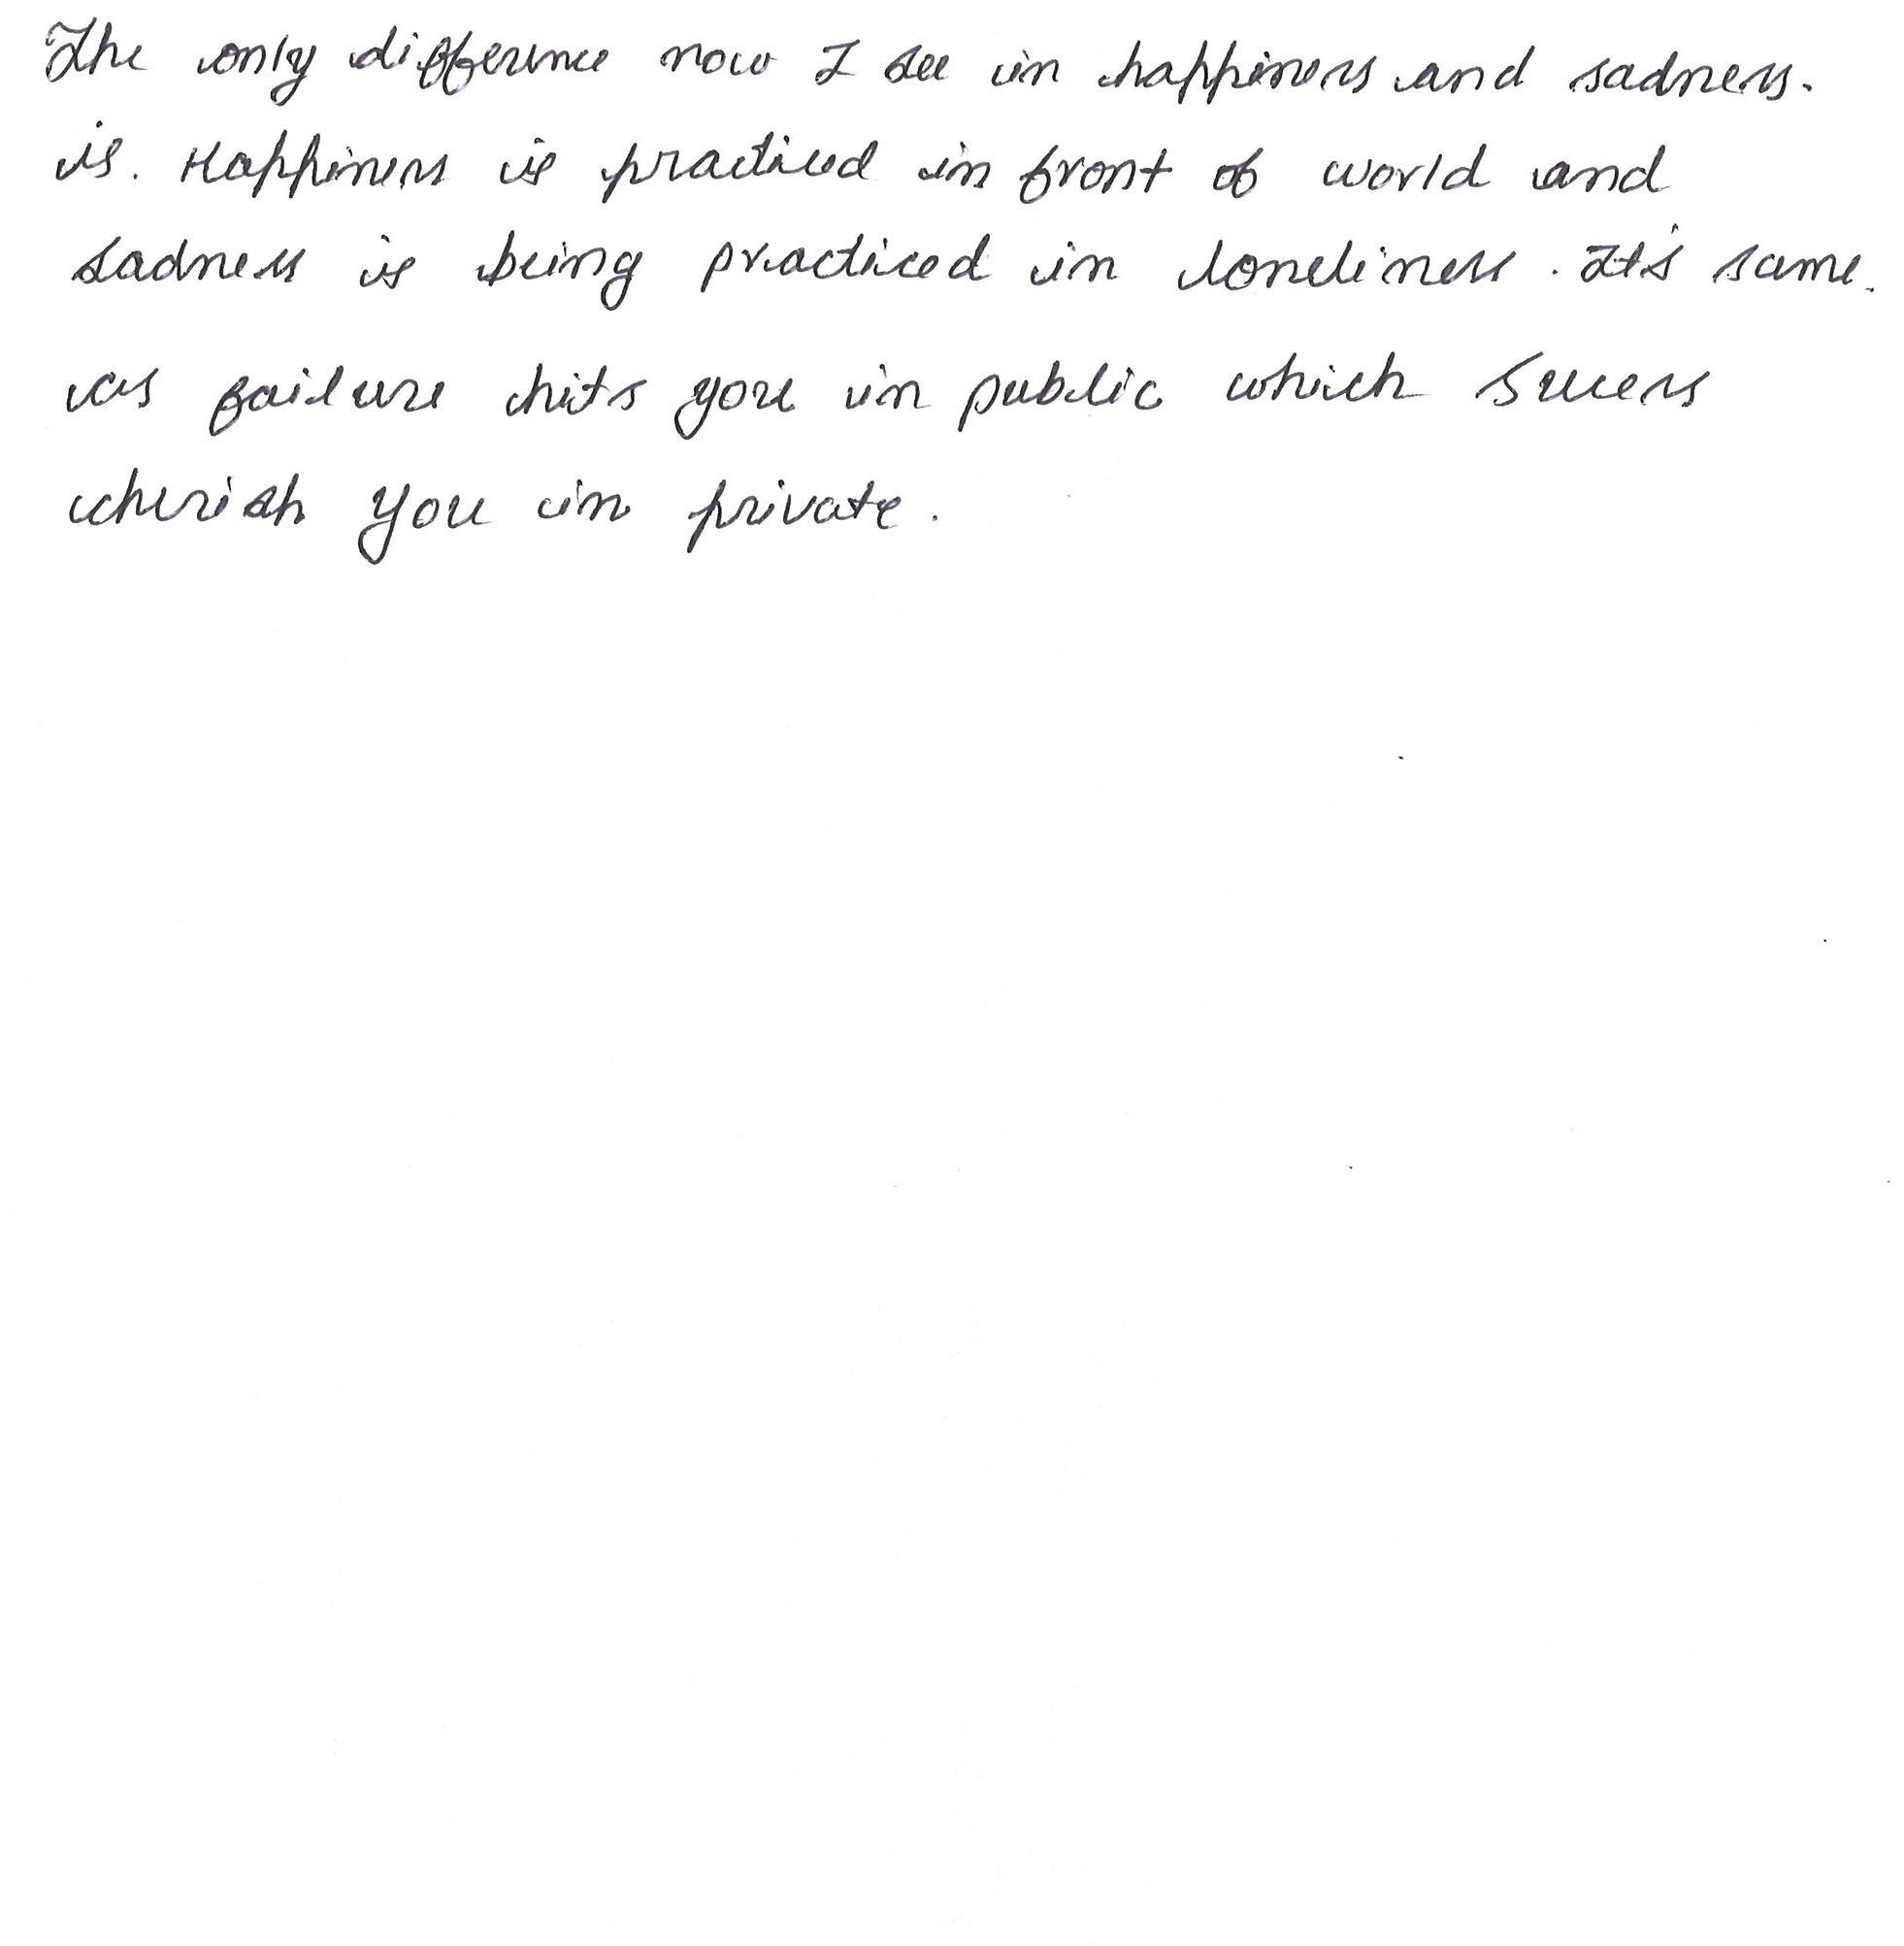 The only difference now I see in happiness and sadness.
is. Happiness is practiced in front of world and
sadness is being practiced in loneliness. It's same.
as failure hits you in public which sucess
cherish you in private.